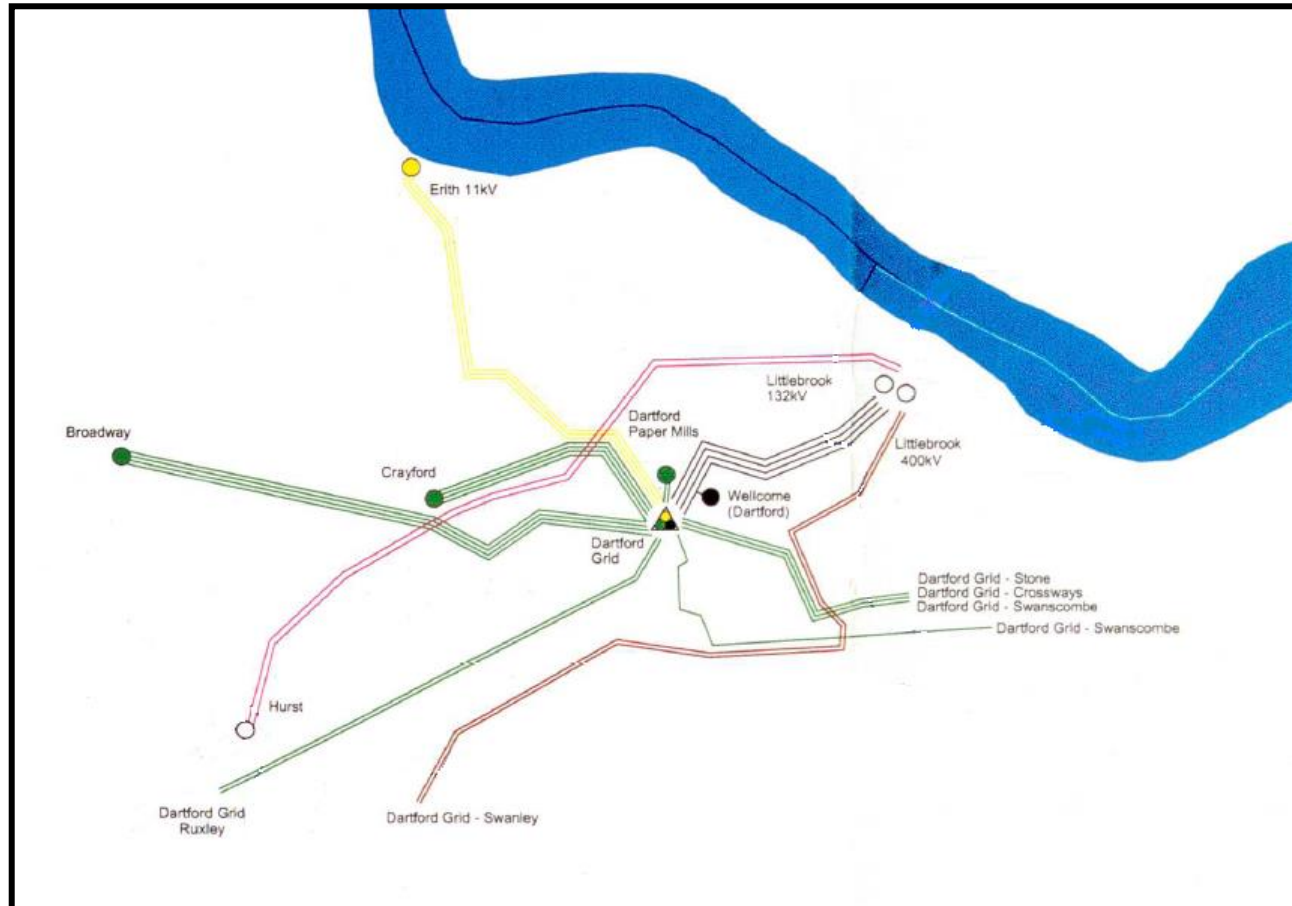 Erith 11kV
Littlebrook
132kV
Dartford
Paper Mills
Broadway
Littlebrook
400kV
Crayford
Wellcome
(Dartford)
Dartford
Grid
Dartford Grid - Stone
Dartford Grid - Crossways
Dartford Grid - Swanscombe
Dartford Grid - Swanscombe
Hurst
Dartford Grid
Ruxley
Dartford Grid - Swanley